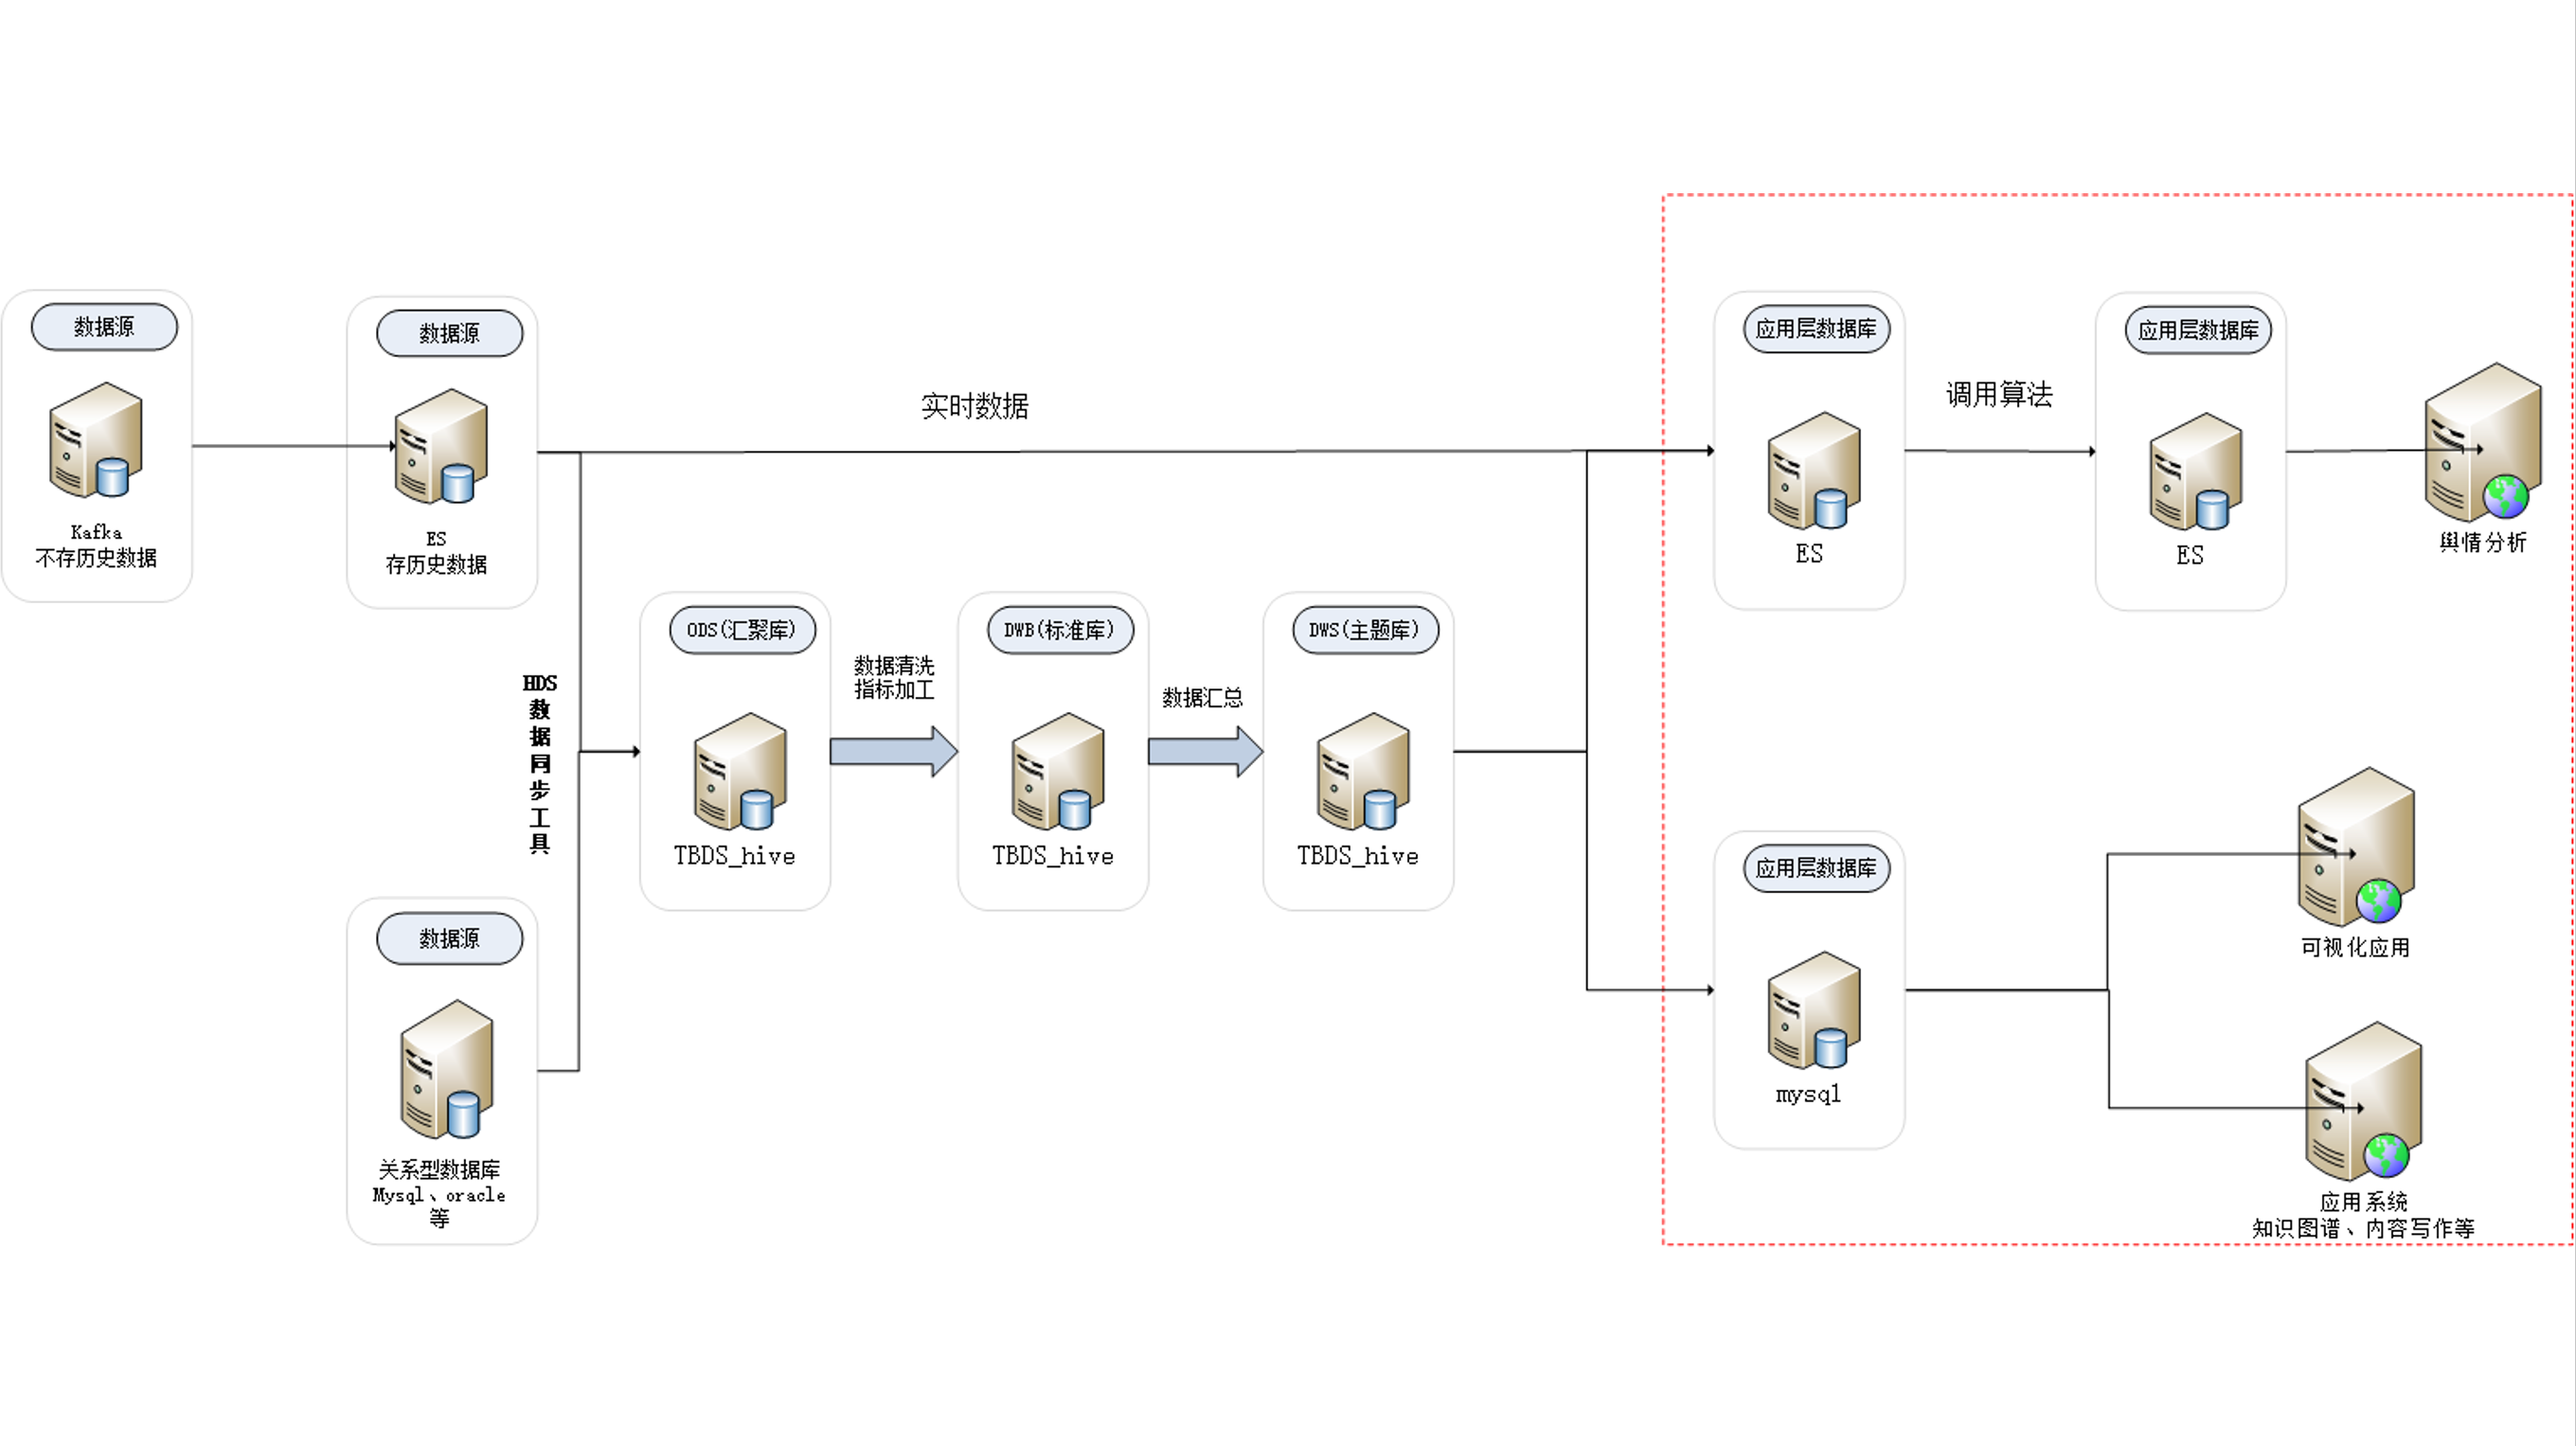 数据源
Kafka
不存历史数据
数据源
ES
存历史数据
实时数据
HDS
数
据
同
步
工
具
数据源
关系型数据库
Mysql、oracle
等
ODS(汇聚库)
TBDS_hive
数据清洗
指标加工
DWB(标准库)
TBDS_hive
数据汇总
DWS(主题库)
TBDS_hive
应用层数据库
ES
调用算法
应用层数据库
ES
舆情分析
应用层数据库
mysql
可视化应用
应用系统
知识图谱、内容写作等